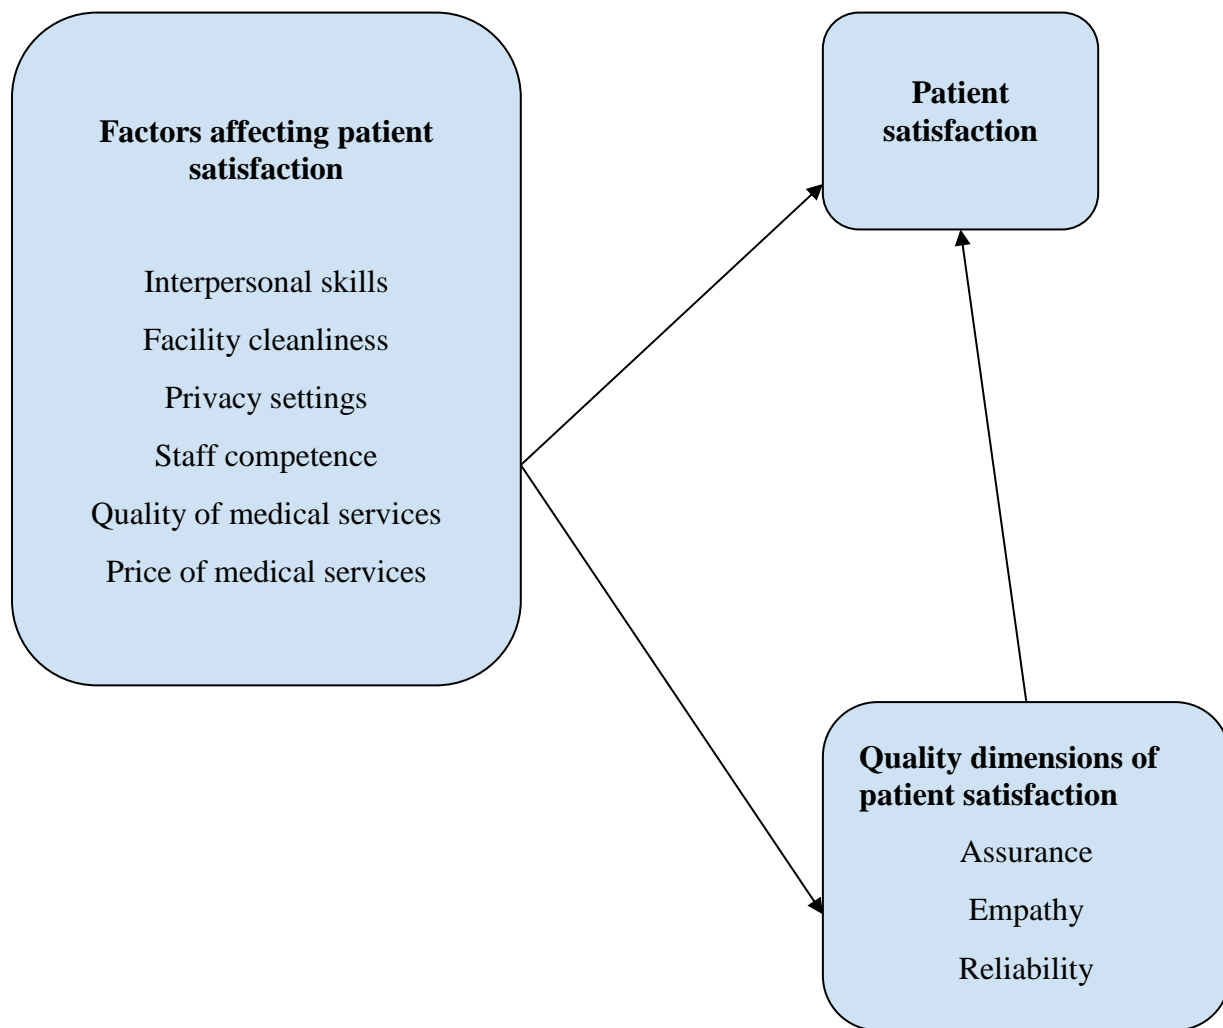 Factors affecting patient
satisfaction
Interpersonal skills
Facility cleanliness
Privacy settings
Staff competence
Quality of medical services
Price of medical services
Patient
satisfaction
Quality dimensions of
patient satisfaction
Assurance
Empathy
Reliability